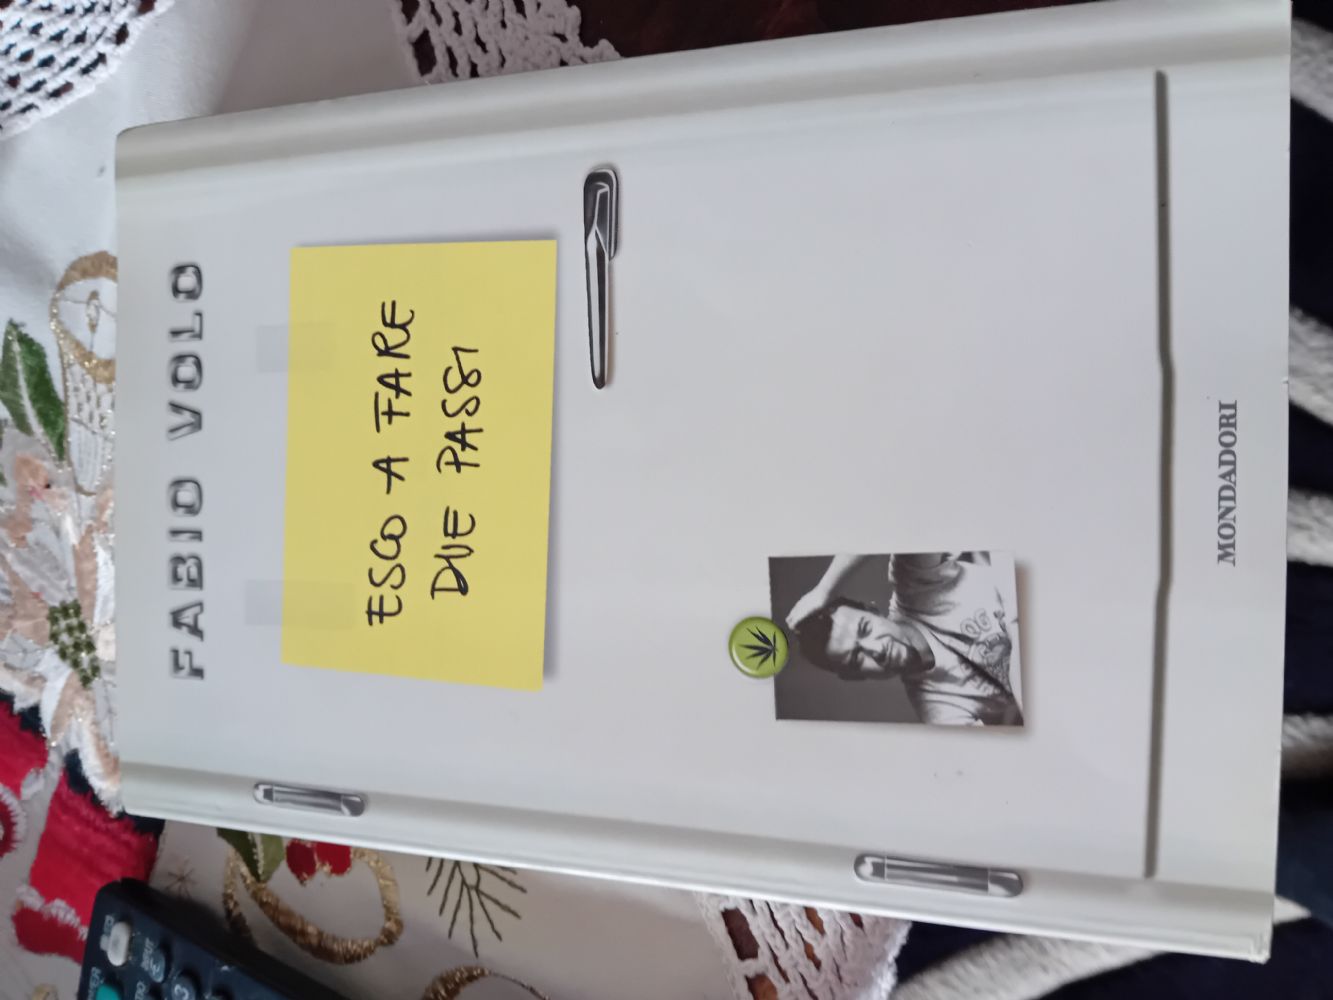 FABIO VOLO
ESCO A FARE
DUE PASSI
MONDADORI